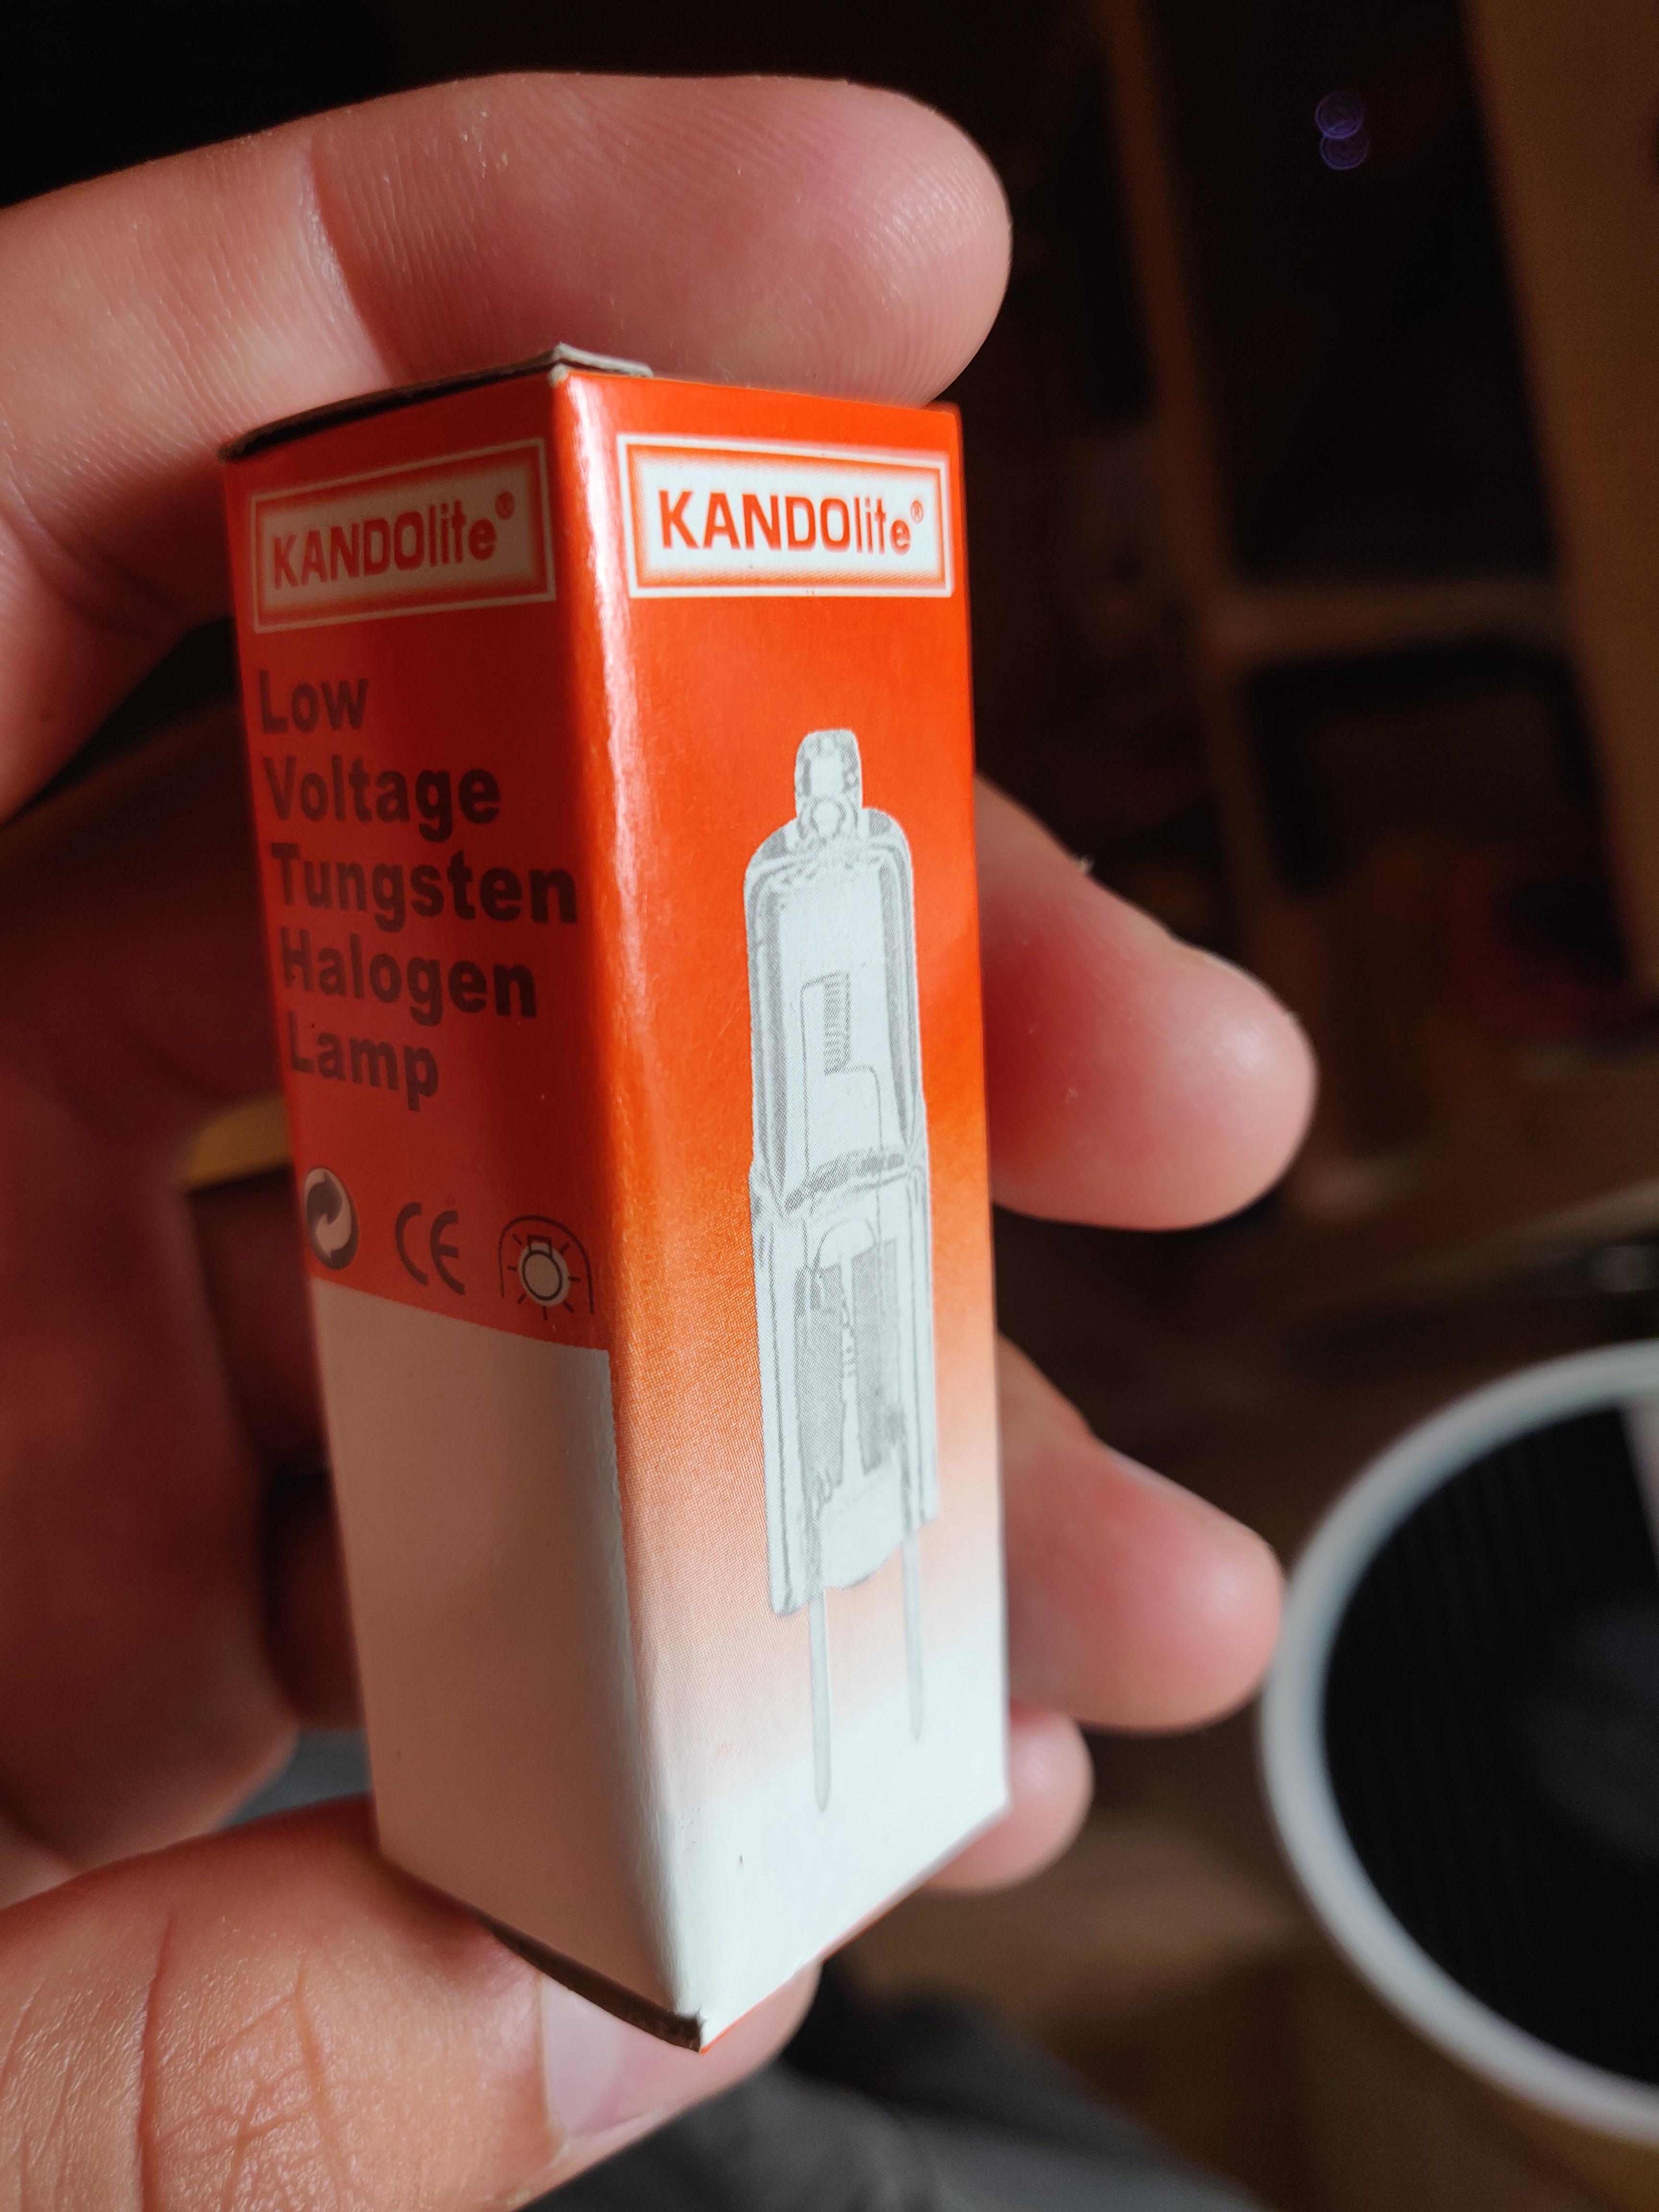 KANDOlite®
Low
Voltage
Tungsten
Halogen
Lamp
CE
KANDOlite®